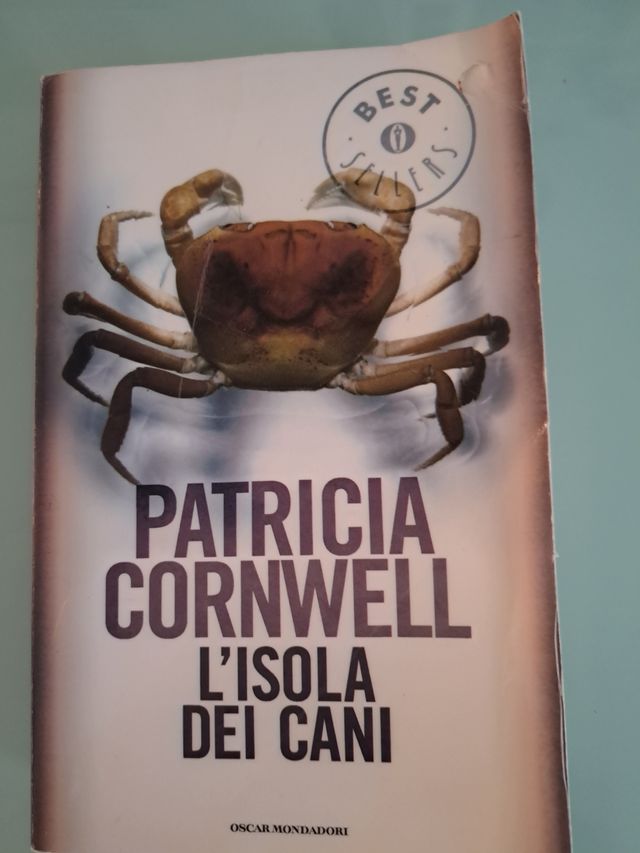 BEST
SELLERS
PATRICIA
CORNWELL
L'ISOLA
DEI CANI
OSCAR MONDADORI